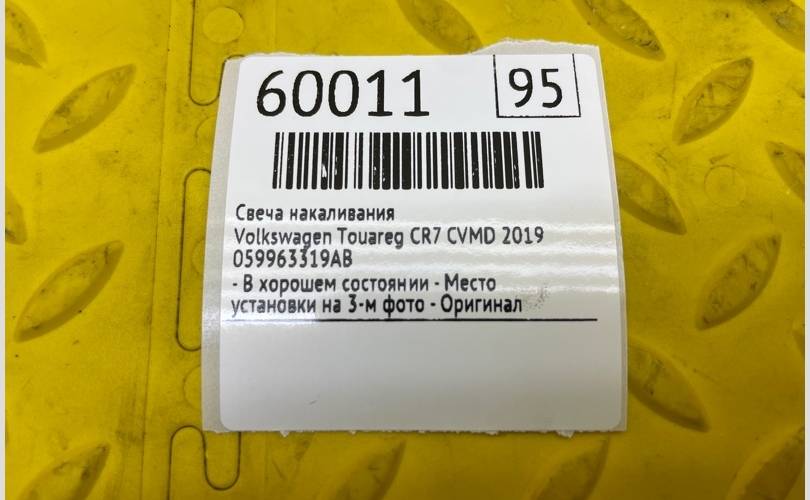 60011 95
Свеча накаливания
Volkswagen Touareg CR7 CVMD 2019
059963319AB
- В хорошем состоянии - Место
установки на 3-м фото - Оригинал